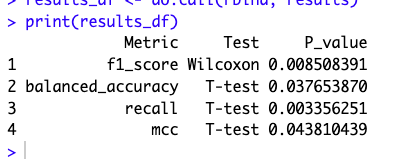 > results_df <- do.call(rbind, results)
> print(results_df)
Metric Test P_value
1 f1_score Wilcoxon 0.008508391
2 balanced_accuracy T-test 0.037653870
3 recall T-test 0.003356251
4 mcc T-test 0.043810439
>